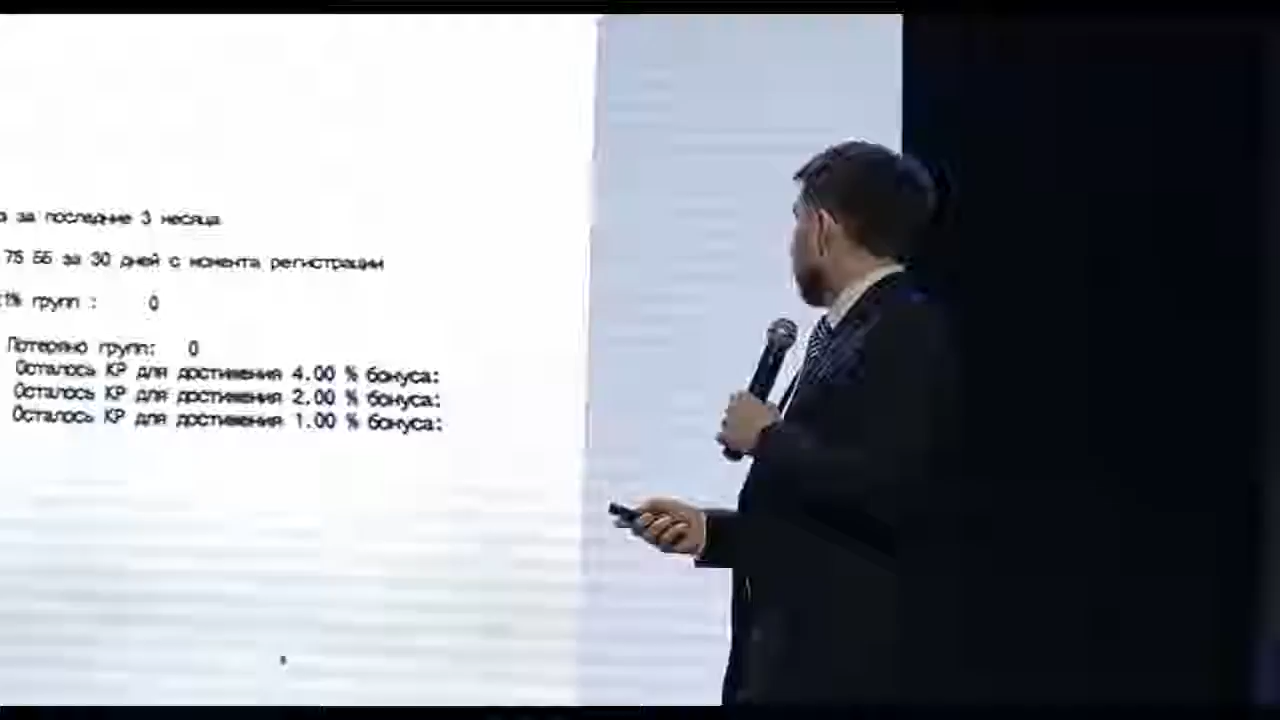 за последние 3 месяца
75 ББ за 30 дней с момента регистрации
% групп : 0
Потеряно групп: 0
Осталось КР для достижения 4.00 % бонуса:
Осталось КР для достижения 2.00 % бонуса:
Осталось КР для достижения 1.00 % бонуса: